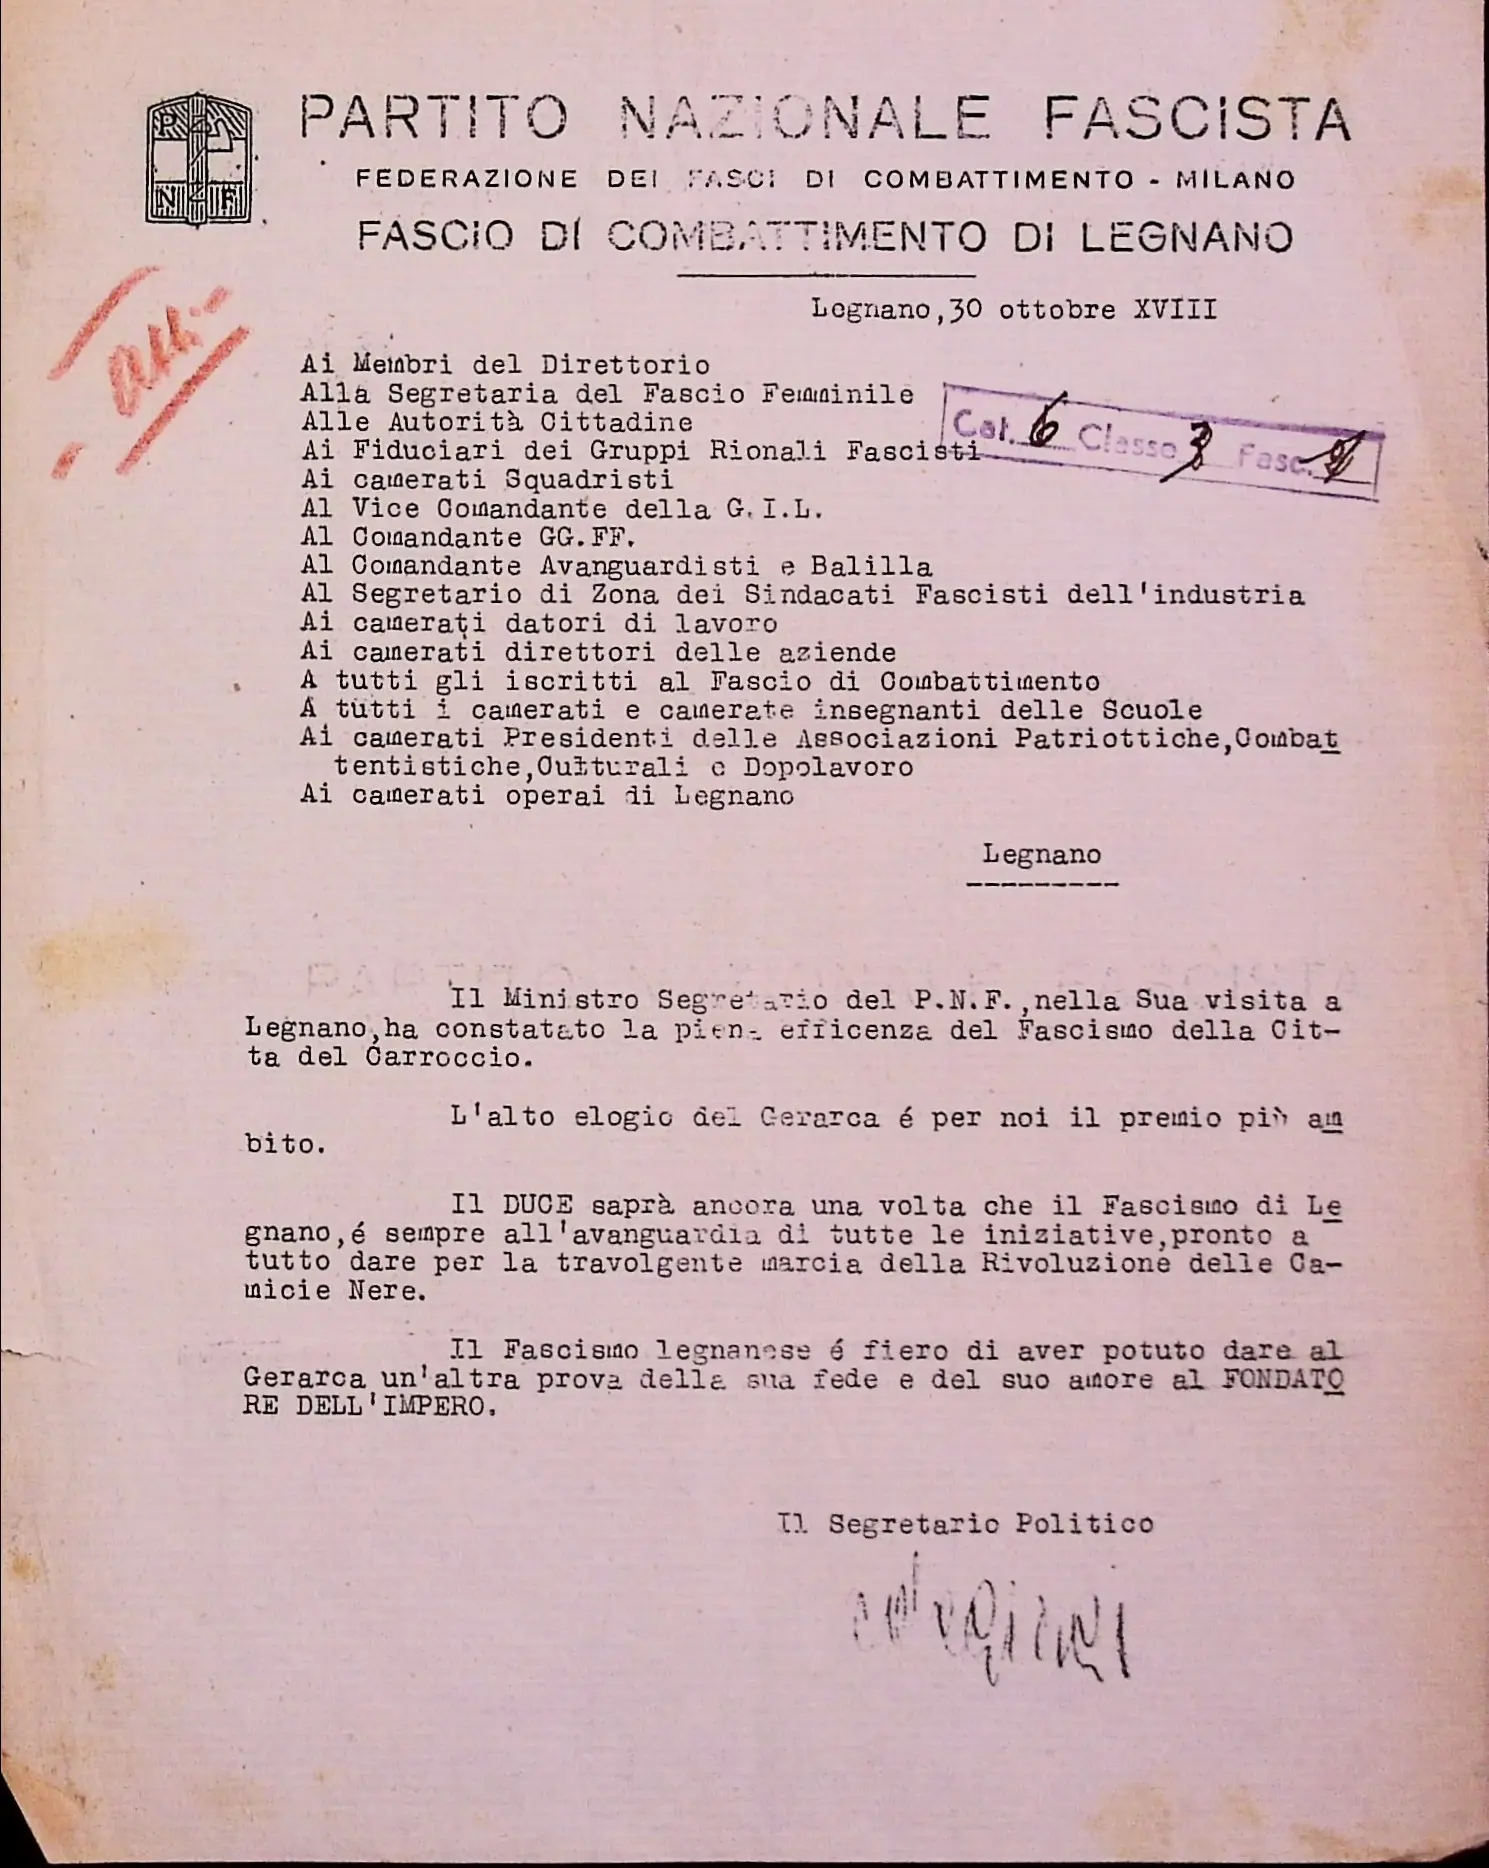 P
N F
PARTITO NAZIONALE FASCISTA
FEDERAZIONE DEI FASCI DI COMBATTIMENTO - MILANO
FASCIO DI COMBATTIMENTO DI LEGNANO
Legnano,30 ottobre XVIII
Ai Membri del Direttorio
Alla Segretaria del Fascio Femminile
Alle Autorità Cittadine
Ai Fiduciari dei Gruppi Rionali Fascisti
Cat. 6 Classe 3 Fasc.
Ai camerati Squadristi
Al Vice Comandante della G.I.L.
Al Comandante GG.FF.
Al Comandante Avanguardisti e Balilla
Al Segretario di Zona dei Sindacati Fascisti dell'industria
Ai camerati datori di lavoro
Ai camerati direttori delle aziende
A tutti gli iscritti al Fascio di Combattimento
A tutti i camerati e camerate insegnanti delle Scuole
Ai camerati Presidenti delle Associazioni Patriottiche,Combat
tentistiche,Culturali e Dopolavoro
Ai camerati operai di Legnano
Legnano
---------
Il Ministro Segretario del P.N.F.,nella Sua visita a
Legnano,ha constatato la piena efficenza del Fascismo della Cit-
ta del Carroccio.
L'alto elogio del Gerarca é per noi il premio più am
bito.
Il DUCE saprà ancora una volta che il Fascismo di Le
gnano,é sempre all'avanguardia di tutte le iniziative,pronto a
tutto dare per la travolgente marcia della Rivoluzione delle Ca-
micie Nere.
Il Fascismo legnanese é fiero di aver potuto dare al
Gerarca un'altra prova della sua fede e del suo amore al FONDATO
RE DELL'IMPERO.
Il Segretario Politico